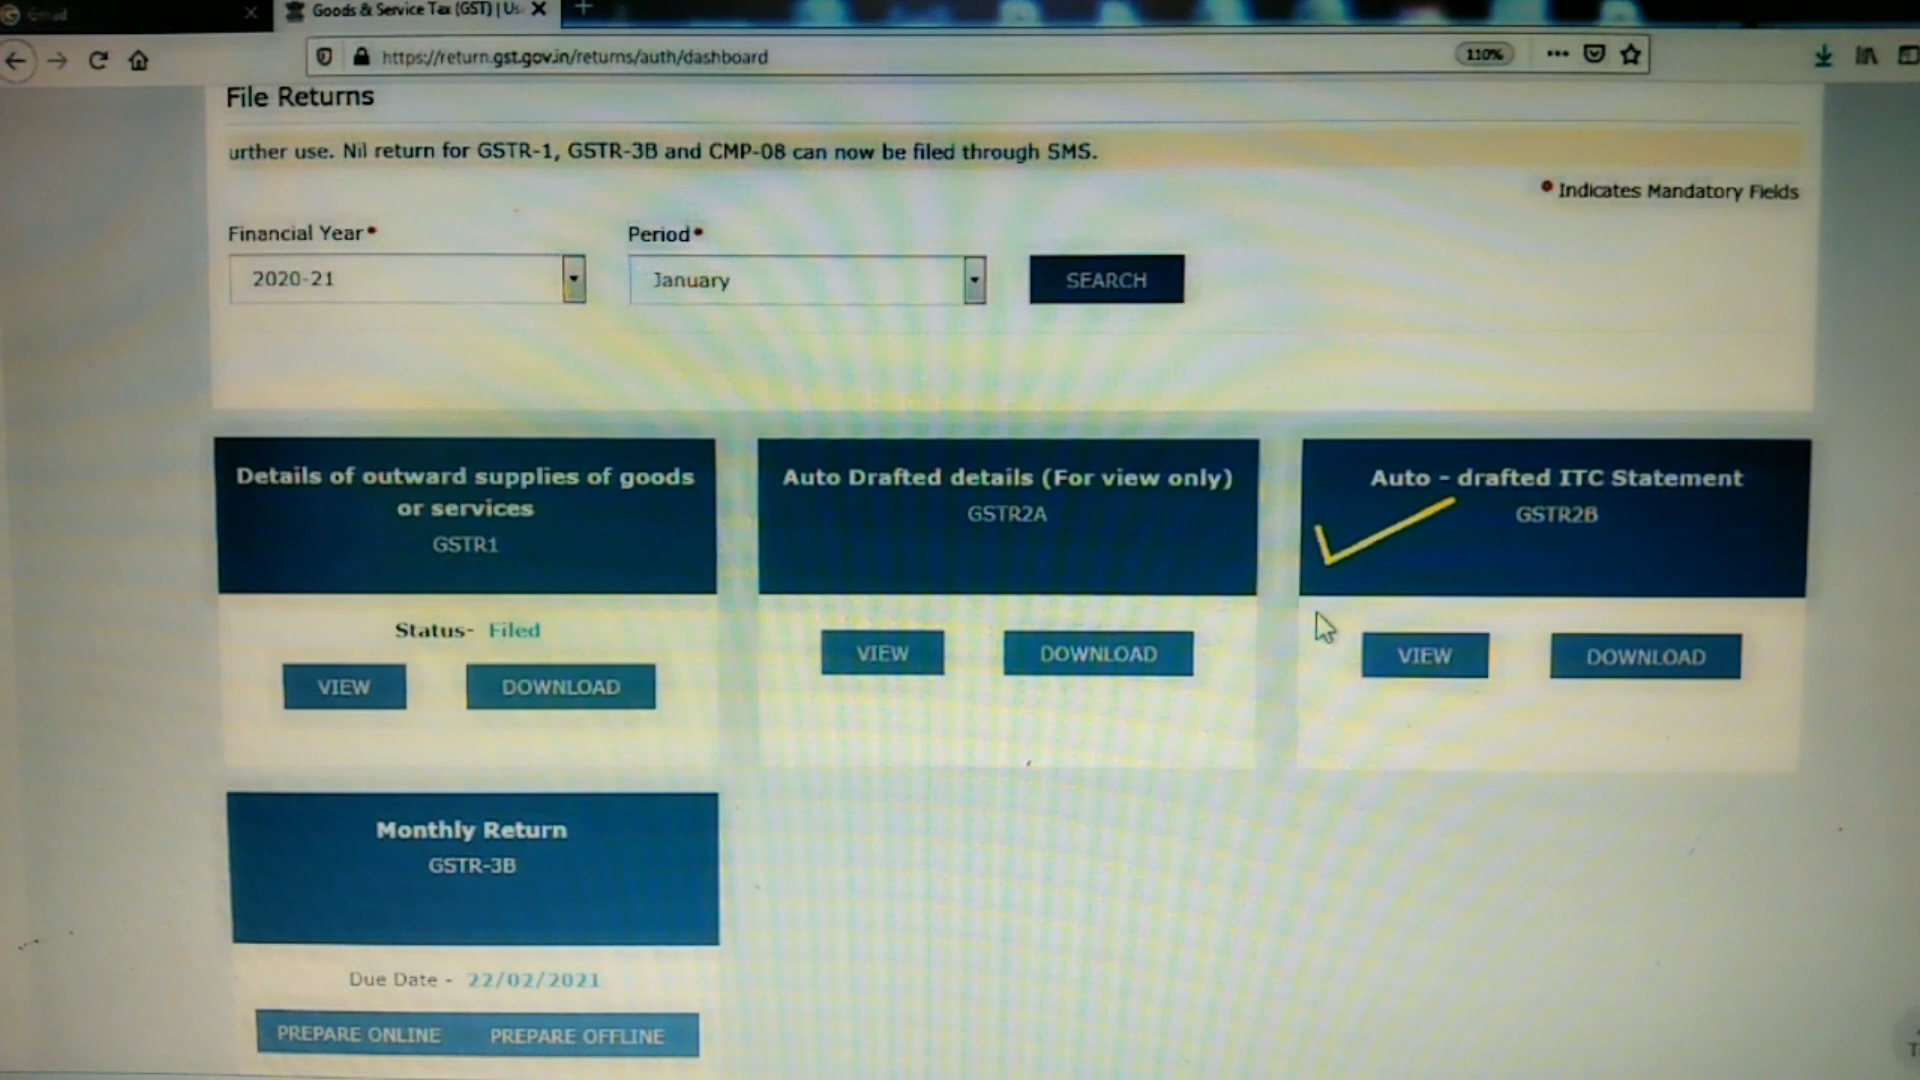 Gmail
Goods & Service Tax (GST) | Us
https://return.gst.gov.in/returns/auth/dashboard
110%
File Returns
urther use. Nil return for GSTR-1, GSTR-3B and CMP-08 can now be filed through SMS.
• Indicates Mandatory Fields
Financial Year•
Period•
2020-21
January
SEARCH
Details of outward supplies of goods
or services
GSTR1
Auto Drafted details (For view only)
GSTR2A
Auto - drafted ITC Statement
GSTR2B
Status- Filed
VIEW
DOWNLOAD
VIEW
DOWNLOAD
VIEW
DOWNLOAD
Monthly Return
GSTR-3B
Due Date - 22/02/2021
PREPARE ONLINE
PREPARE OFFLINE